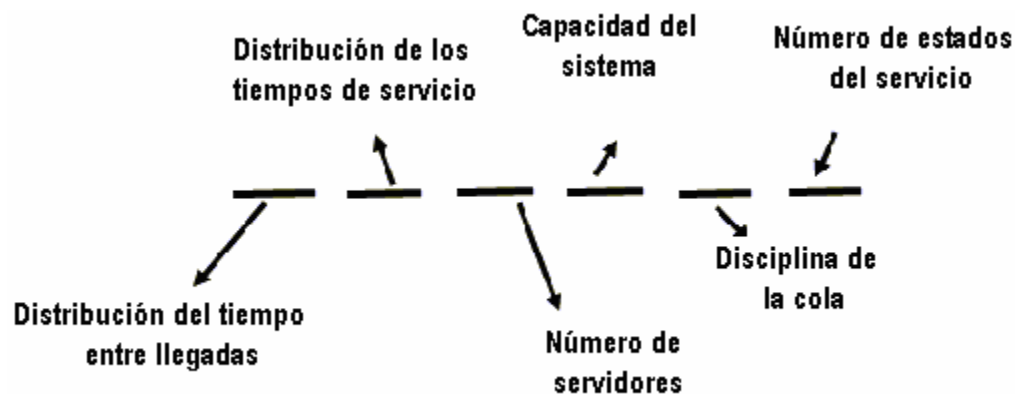 Distribución de los
tiempos de servicio
Capacidad del
sistema
Número de estados
del servicio
Distribución del tiempo
entre llegadas
Número de
servidores
Disciplina de
la cola